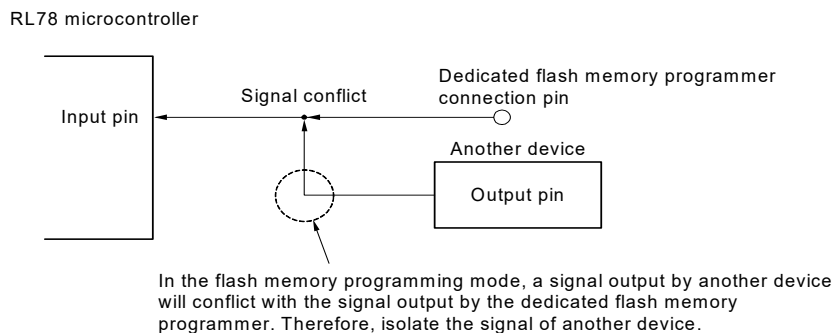 RL78 microcontroller
Dedicated flash memory programmer
connection pin
Signal conflict
Input pin
Another device
Output pin
In the flash memory programming mode, a signal output by another device
will conflict with the signal output by the dedicated flash memory
programmer. Therefore, isolate the signal of another device.